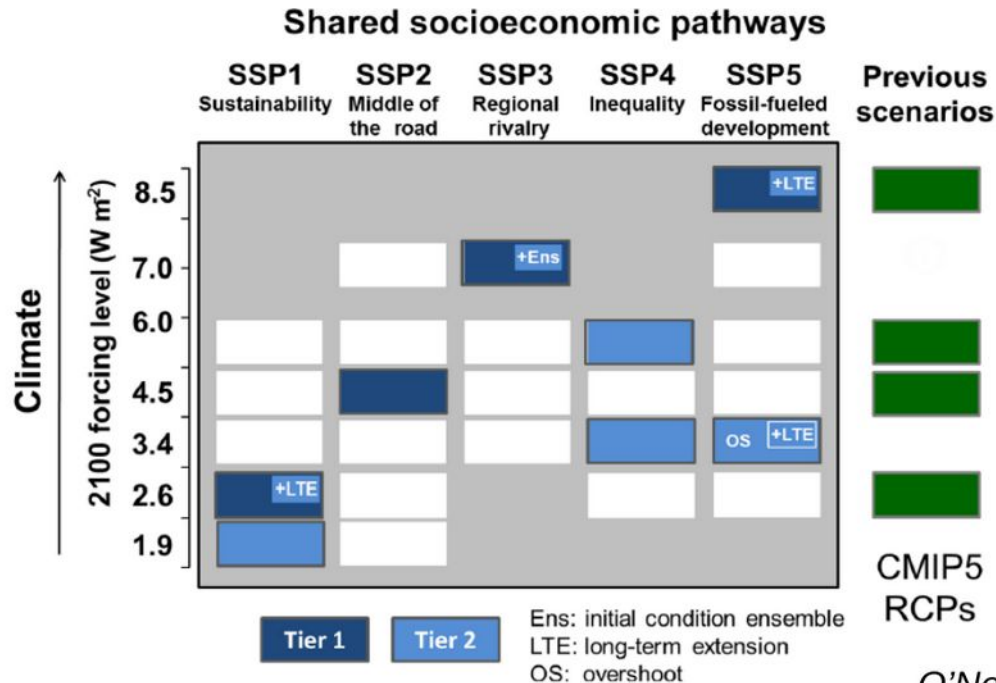 Shared socioeconomic pathways
SSP1 SSP2 SSP3 SSP4 SSP5
Sustainability Middle of the road Regional rivalry Inequality Fossil-fueled development
Previous scenarios
8.5 +LTE
7.0 +Ens
6.0
4.5
3.4 OS +LTE
2.6 +LTE
1.9
Climate
2100 forcing level (W m⁻²)
CMIP5
RCPs
Tier 1 Tier 2
Ens: initial condition ensemble
LTE: long-term extension
OS: overshoot